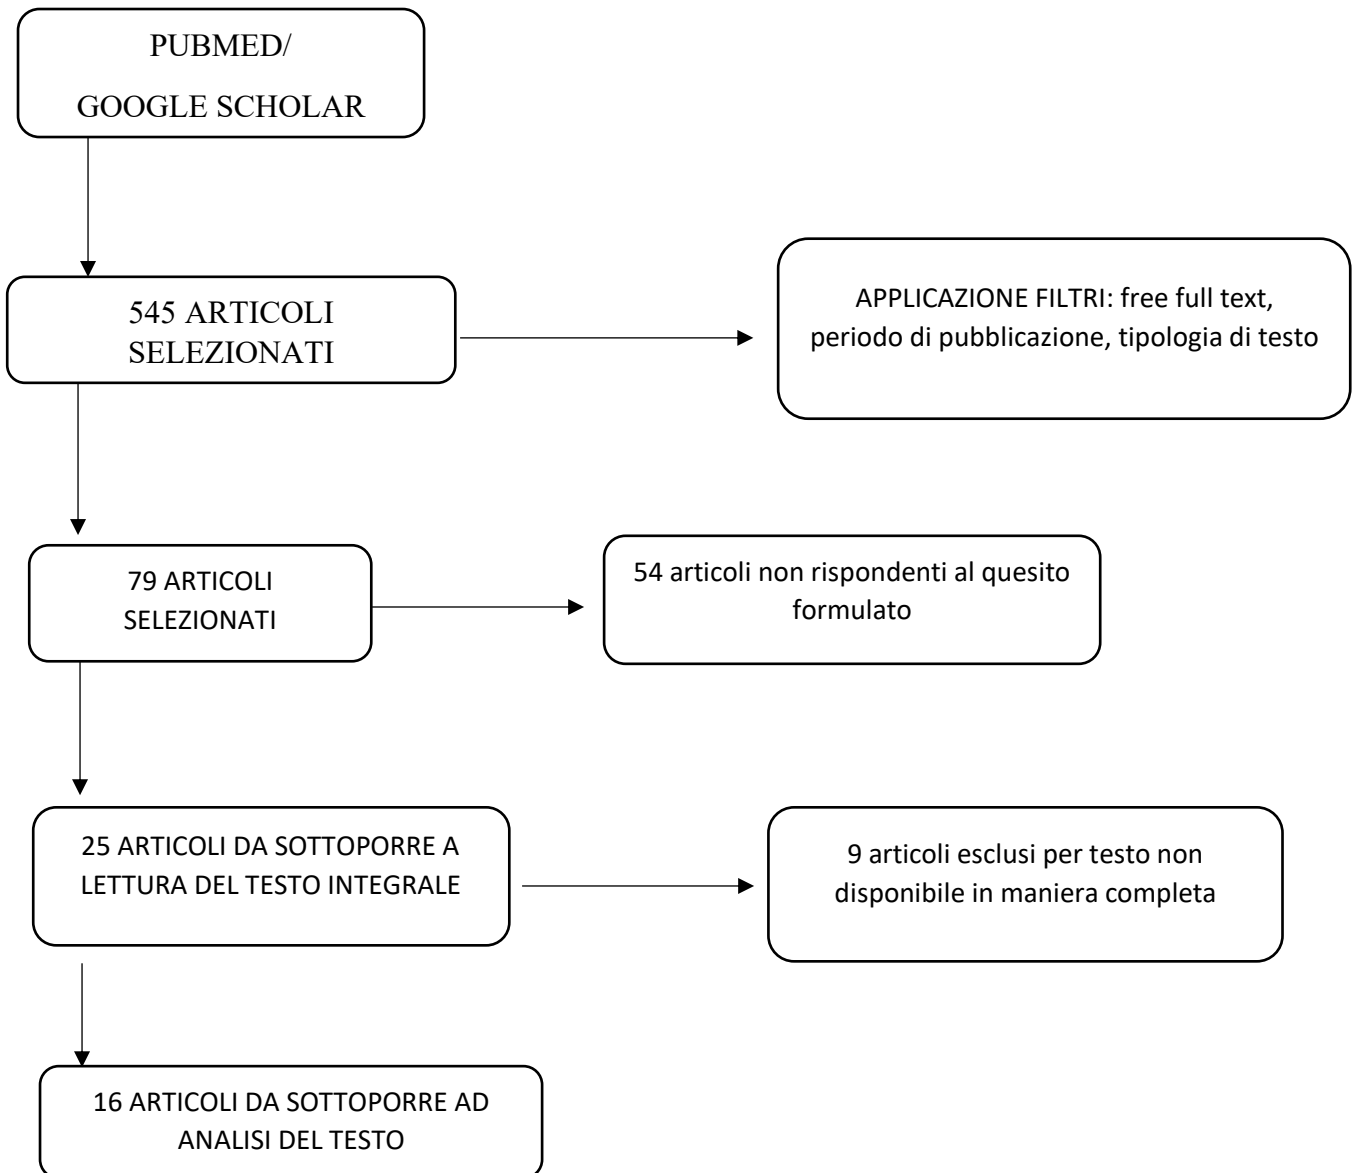 PUBMED/
GOOGLE SCHOLAR
545 ARTICOLI
SELEZIONATI
APPLICAZIONE FILTRI: free full text,
periodo di pubblicazione, tipologia di testo
79 ARTICOLI
SELEZIONATI
54 articoli non rispondenti al quesito
formulato
25 ARTICOLI DA SOTTOPORRE A
LETTURA DEL TESTO INTEGRALE
9 articoli esclusi per testo non
disponibile in maniera completa
16 ARTICOLI DA SOTTOPORRE AD
ANALISI DEL TESTO